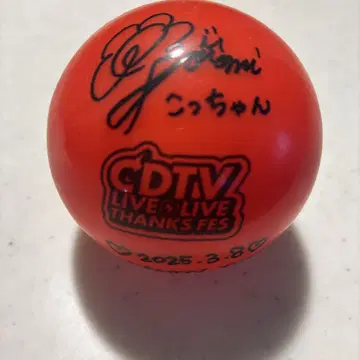 こっちゃん
CDTV
LIVE LIVE
THANKS FES
♡2025.3.8♡